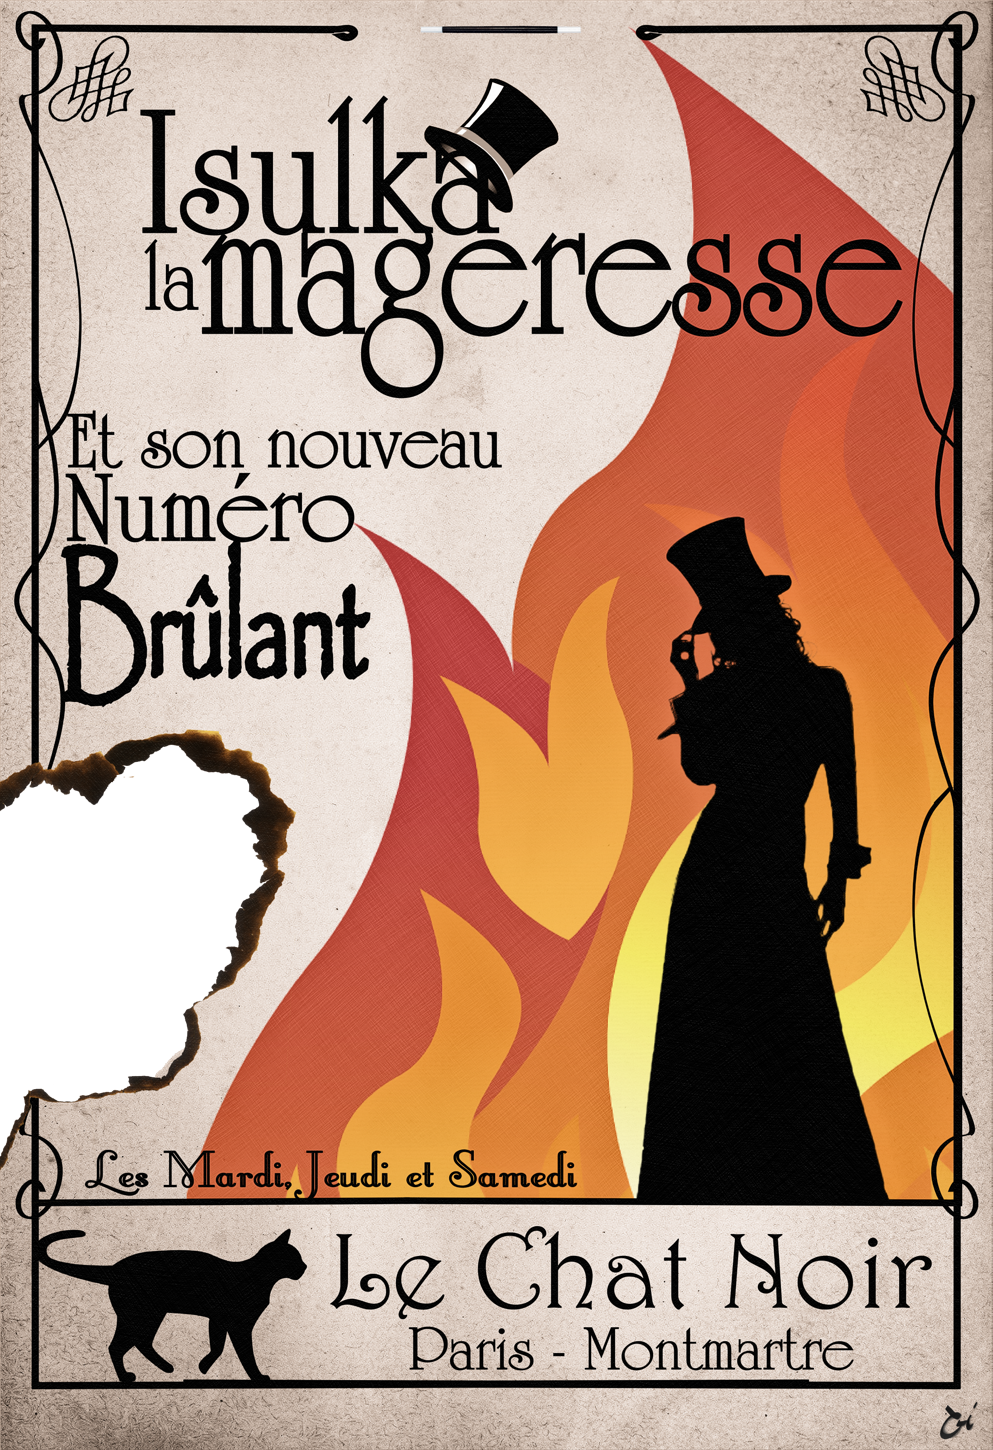 Isulka
la mageresse
Et son nouveau
Numéro
Brûlant
Les Mardi, Jeudi et Samedi
Le Chat Noir
Paris - Montmartre